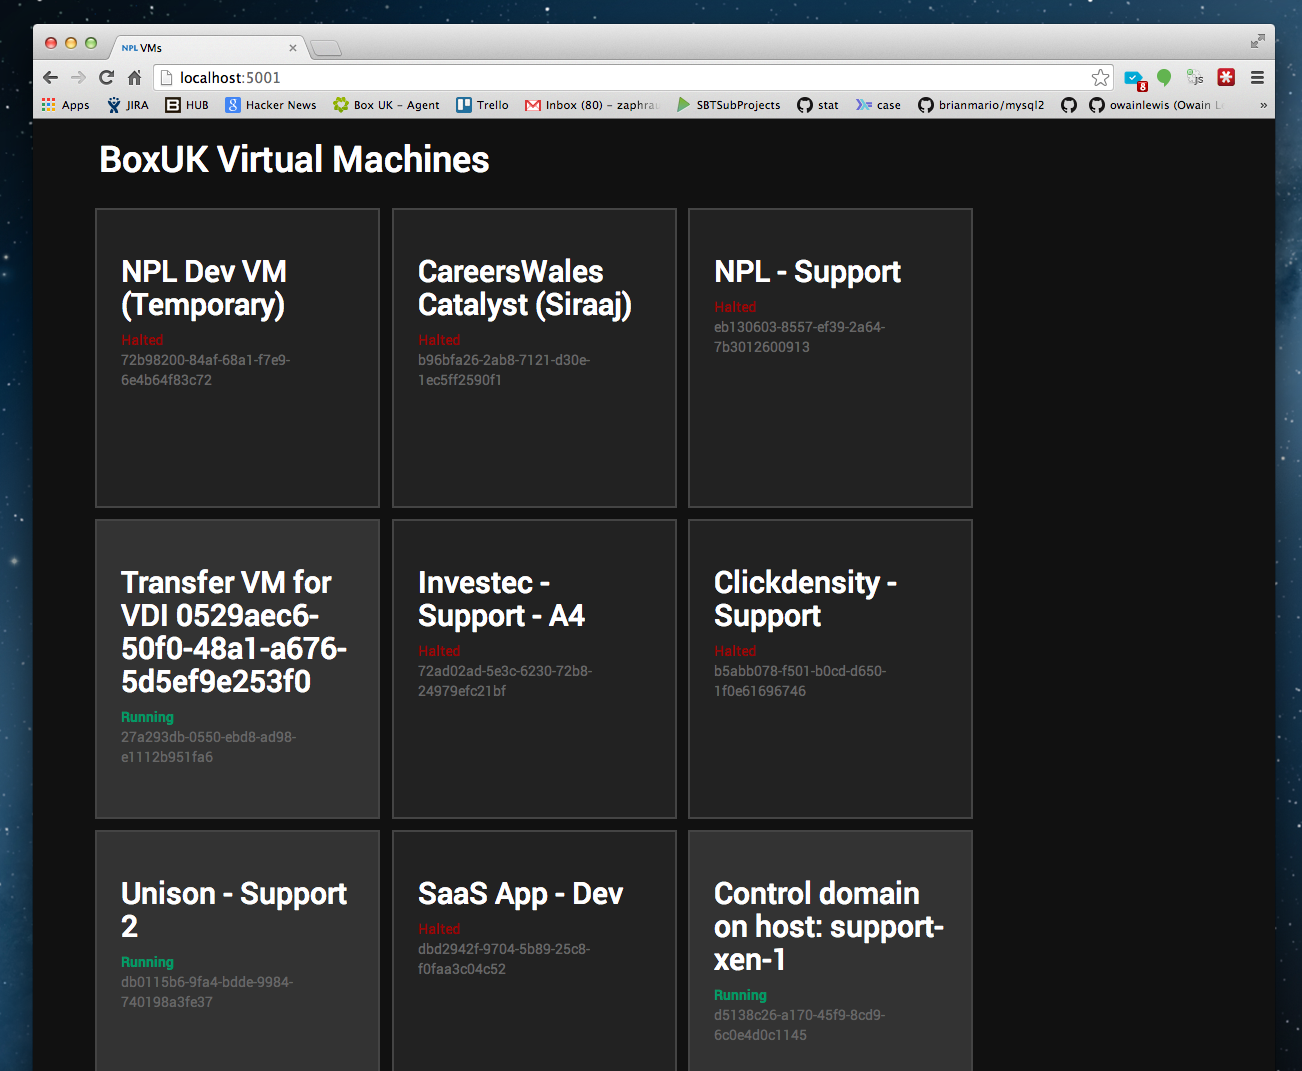 NPL VMs
localhost:5001
Apps JIRA HUB Hacker News Box UK – Agent Trello Inbox (80) – zaphra SBTSubProjects stat case brianmario/mysql2 owainlewis (Owain L »
BoxUK Virtual Machines
NPL Dev VM
(Temporary)
Halted
72b98200-84af-68a1-f7e9-
6e4b64f83c72
CareersWales
Catalyst (Siraaj)
Halted
b96bfa26-2ab8-7121-d30e-
1ec5ff2590f1
NPL - Support
Halted
eb130603-8557-ef39-2a64-
7b3012600913
Transfer VM for
VDI 0529aec6-
50f0-48a1-a676-
5d5ef9e253f0
Running
27a293db-0550-ebd8-ad98-
e1112b951fa6
Investec -
Support - A4
Halted
72ad02ad-5e3c-6230-72b8-
24979efc21bf
Clickdensity -
Support
Halted
b5abb078-f501-b0cd-d650-
1f0e61696746
Unison - Support
2
Running
db0115b6-9fa4-bdde-9984-
740198a3fe37
SaaS App - Dev
Halted
dbd2942f-9704-5b89-25c8-
f0faa3c04c52
Control domain
on host: support-
xen-1
Running
d5138c26-a170-45f9-8cd9-
6c0e4d0c1145